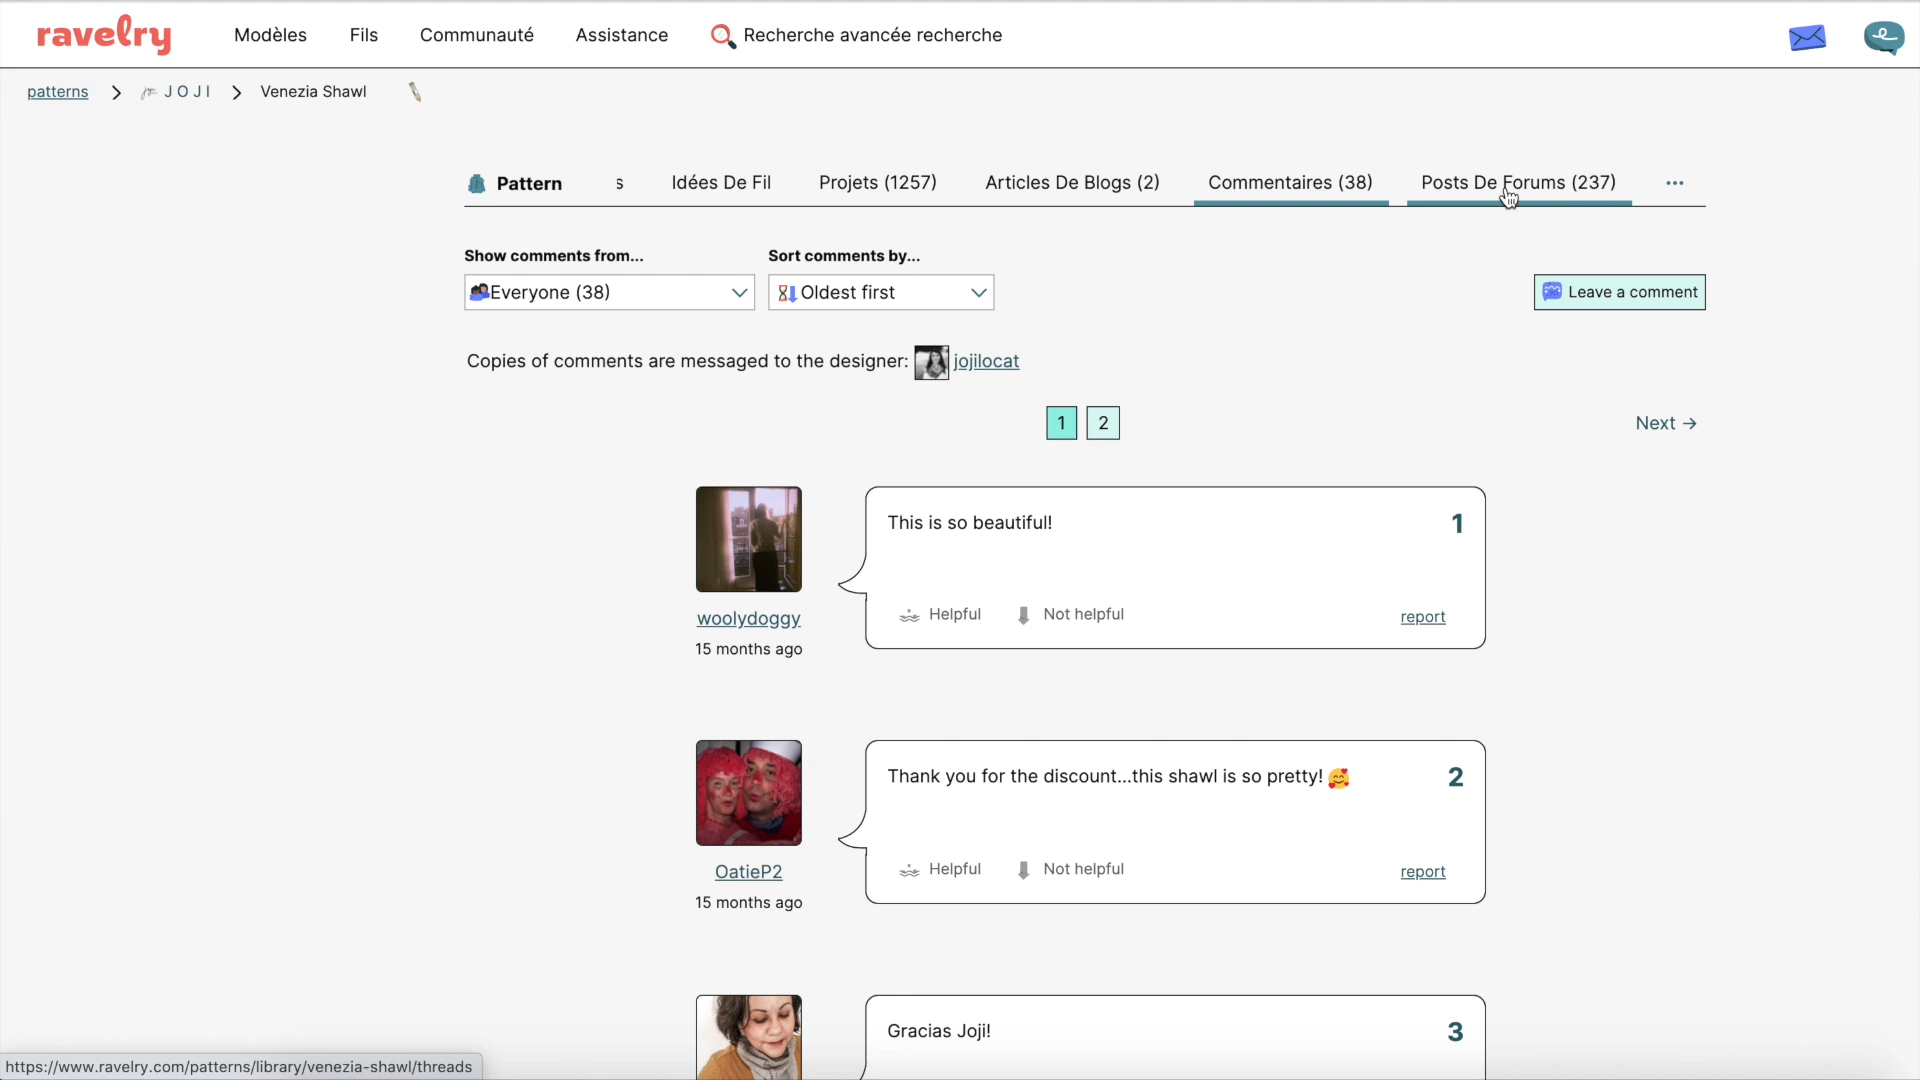 ravelry
Modèles
Fils
Communauté
Assistance
Recherche avancée recherche
patterns
J O J I
Venezia Shawl
Pattern
s
Idées De Fil
Projets (1257)
Articles De Blogs (2)
Commentaires (38)
Posts De Forums (237)
···
Show comments from...
Sort comments by...
Everyone (38)
Oldest first
Leave a comment
Copies of comments are messaged to the designer: jojilocat
1
2
Next →
This is so beautiful!
1
Helpful
Not helpful
report
woolydoggy
15 months ago
Thank you for the discount...this shawl is so pretty! 🥰
2
Helpful
Not helpful
report
OatieP2
15 months ago
Gracias Joji!
3
https://www.ravelry.com/patterns/library/venezia-shawl/threads